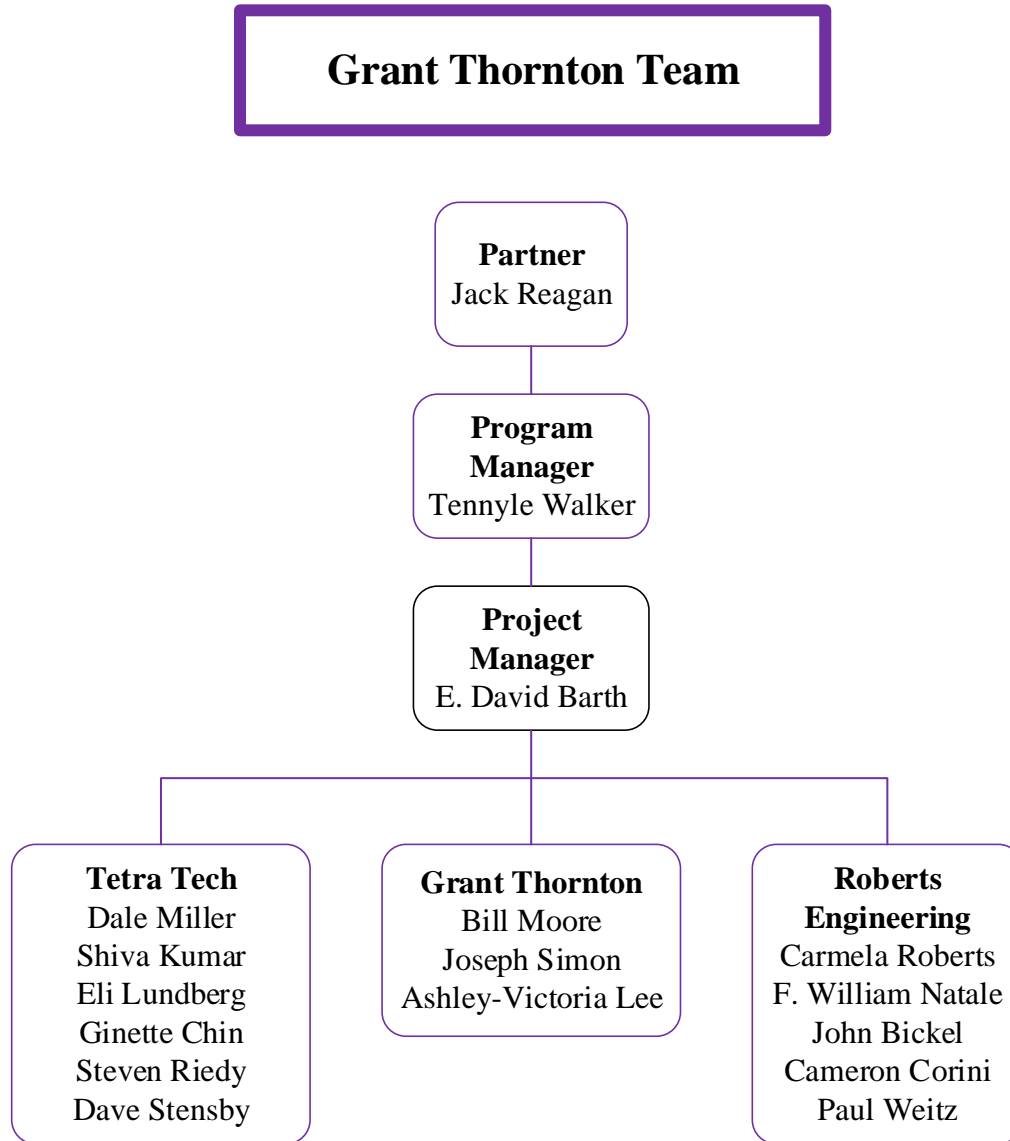 Grant Thornton Team
Partner
Jack Reagan
Program
Manager
Tennyle Walker
Project
Manager
E. David Barth
Tetra Tech
Dale Miller
Shiva Kumar
Eli Lundberg
Ginette Chin
Steven Riedy
Dave Stensby
Grant Thornton
Bill Moore
Joseph Simon
Ashley-Victoria Lee
Roberts
Engineering
Carmela Roberts
F. William Natale
John Bickel
Cameron Corini
Paul Weitz